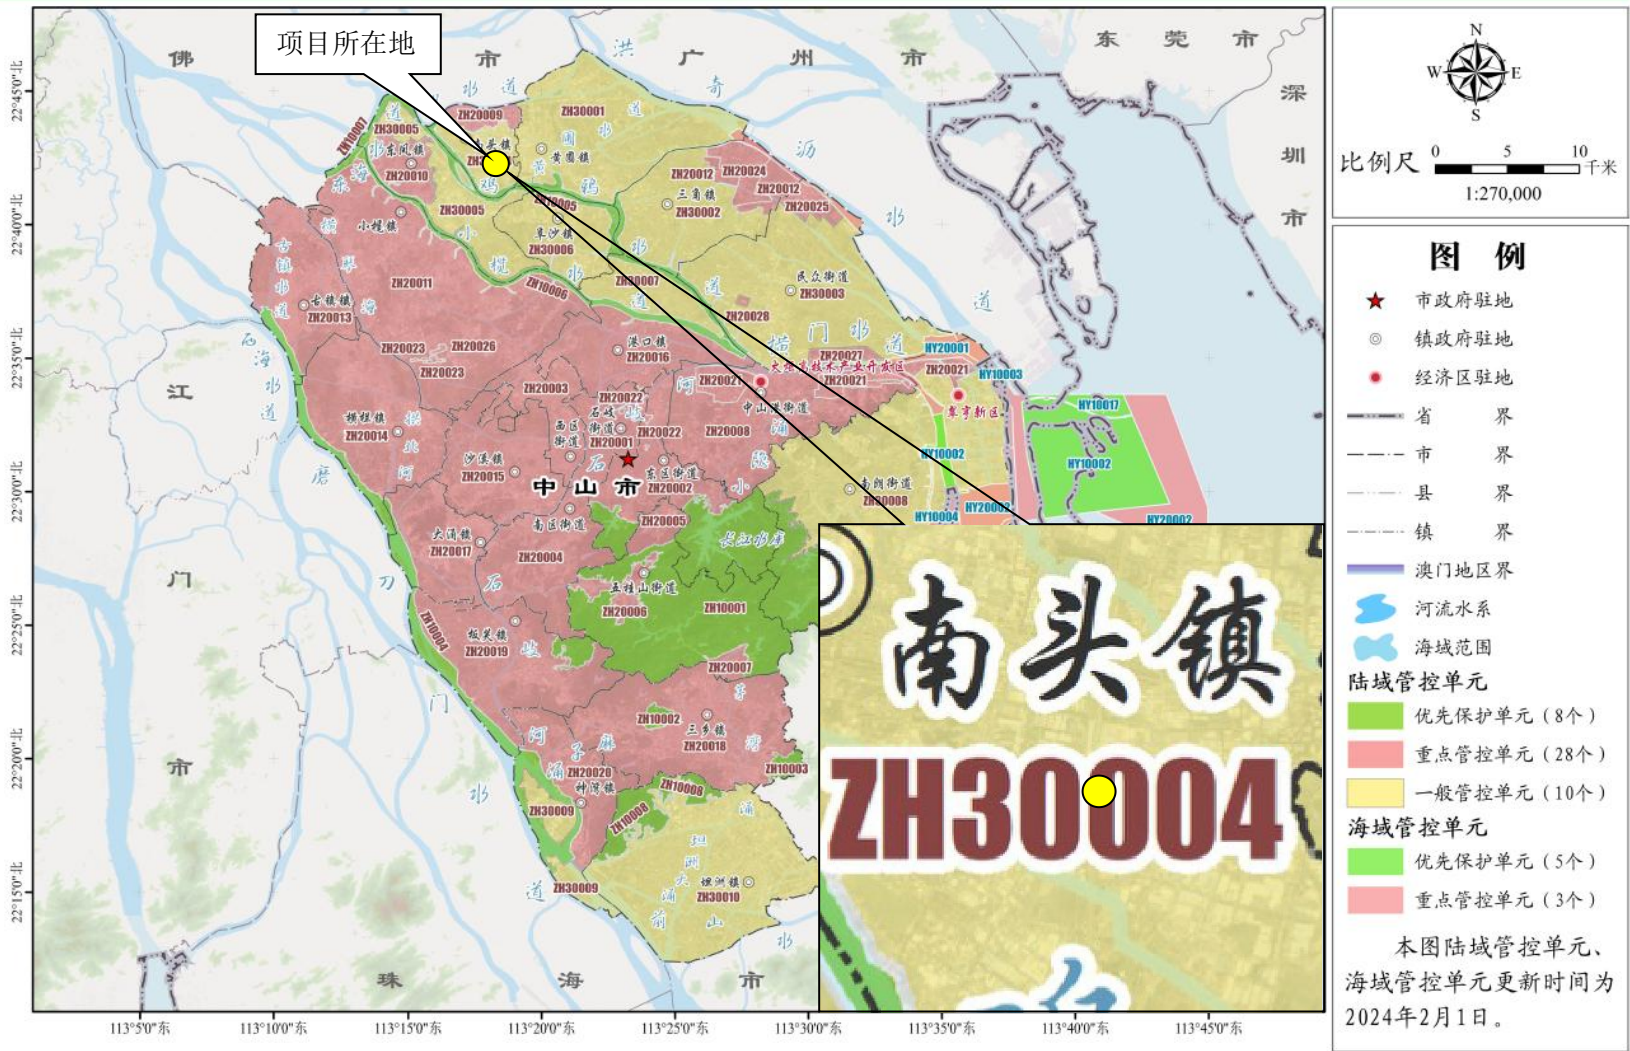 项目所在地
佛
市
洪
奇
沥
水
道
广
州
市
东莞市
深
圳
市
江
门
市
珠
海
市
22°45'0"北
22°40'0"北
22°35'0"北
22°30'0"北
22°25'0"北
22°20'0"北
22°15'0"北
ZH10007
ZH30005
东凤镇
ZH20010
ZH20009
ZH30001
黄圃镇
ZH20012
ZH20024
ZH20012
ZH20025
三角镇
ZH30002
小榄镇
ZH30005
阜沙镇
ZH30006
ZH20011
ZH10006
ZH30007
民众街道
ZH30003
ZH20028
古镇镇
ZH20013
ZH20023
ZH20026
ZH20023
港口镇
ZH20016
ZH20027
HY20001
ZH20021
火炬高技术产业开发区
ZH20021
ZH20021
HY10003
中山港街道
翠亨新区
ZH20003
ZH20022
石岐
街道
ZH20001
ZH20022
ZH20008
西区
街道
横栏镇
ZH20014
沙溪镇
ZH20015
中山市
东区街道
ZH20002
HY10017
HY10002
HY10002
南朗街道
ZH30008
HY10004
HY20002
HY20002
南区街道
ZH20005
长江水库
大涌镇
ZH20017
ZH20004
五桂山街道
ZH20006
ZH10001
ZH10004
板芙镇
ZH20019
ZH20007
ZH10002
三乡镇
ZH20018
ZH10003
ZH20020
神湾镇
ZH10008
ZH10008
ZH30009
ZH30009
坦洲镇
ZH30010
南头镇
ZH30004
113°5'0"东
113°10'0"东
113°15'0"东
113°20'0"东
113°25'0"东
113°30'0"东
113°35'0"东
113°40'0"东
113°45'0"东
N
W
E
S
比例尺
0 5 10
千米
1:270,000
图 例
市政府驻地
镇政府驻地
经济区驻地
省 界
市 界
县 界
镇 界
澳门地区界
河流水系
海域范围
陆域管控单元
优先保护单元（8个）
重点管控单元（28个）
一般管控单元（10个）
海域管控单元
优先保护单元（5个）
重点管控单元（3个）
本图陆域管控单元、
海域管控单元更新时间为
2024年2月1日。